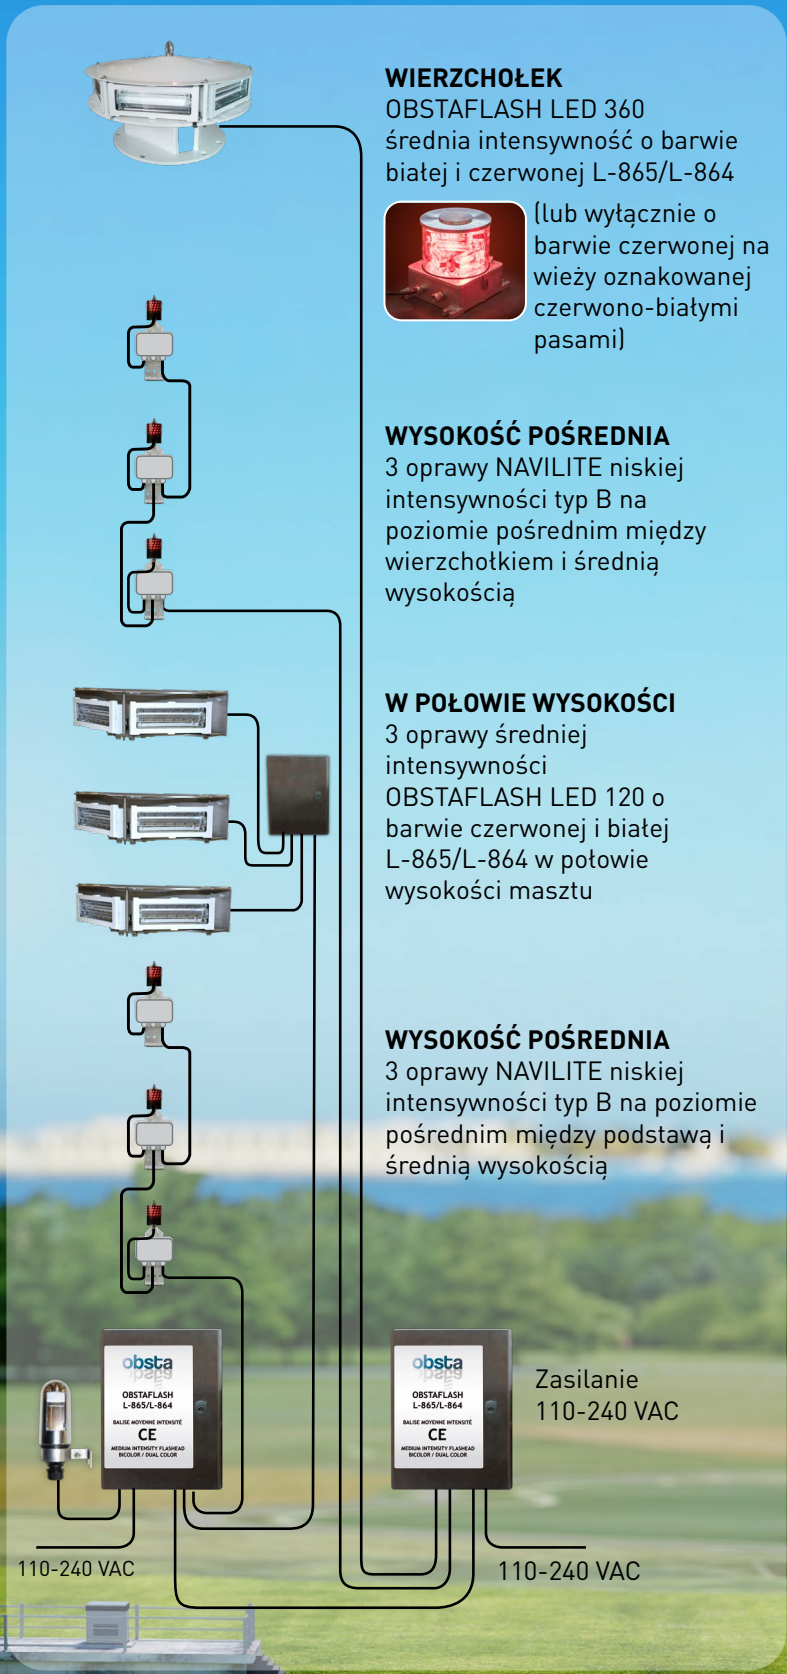 WIERZCHOŁEK
OBSTAFLASH LED 360
średnia intensywność o barwie
białej i czerwonej L-865/L-864
(lub wyłącznie o
barwie czerwonej na
wieży oznakowanej
czerwono-białymi
pasami)
WYSOKOŚĆ POŚREDNIA
3 oprawy NAVILITE niskiej
intensywności typ B na
poziomie pośrednim między
wierzchołkiem i średnią
wysokością
W POŁOWIE WYSOKOŚCI
3 oprawy średniej
intensywności
OBSTAFLASH LED 120 o
barwie czerwonej i białej
L-865/L-864 w połowie
wysokości masztu
WYSOKOŚĆ POŚREDNIA
3 oprawy NAVILITE niskiej
intensywności typ B na poziomie
pośrednim między podstawą i
średnią wysokością
obsta
OBSTAFLASH
L-865/L-864
BALISE MOYENNE INTENSITÉ
CE
MEDIUM INTENSITY FLASHEAD
BICOLOR / DUAL COLOR
obsta
OBSTAFLASH
L-865/L-864
BALISE MOYENNE INTENSITÉ
CE
MEDIUM INTENSITY FLASHEAD
BICOLOR / DUAL COLOR
Zasilanie
110-240 VAC
110-240 VAC
110-240 VAC